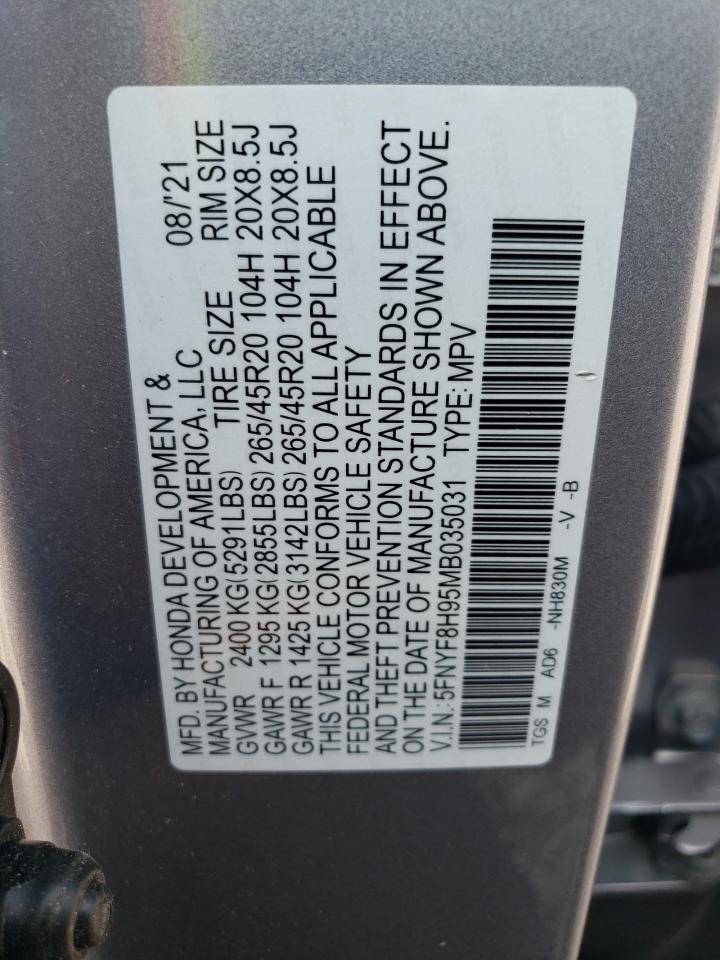 MFD. BY HONDA DEVELOPMENT & 08/'21
MANUFACTURING OF AMERICA, LLC
GVWR 2400 KG(5291LBS) TIRE SIZE RIM SIZE
GAWR F 1295 KG(2855LBS) 265/45R20 104H 20X8.5J
GAWR R 1425 KG(3142LBS) 265/45R20 104H 20X8.5J
THIS VEHICLE CONFORMS TO ALL APPLICABLE
FEDERAL MOTOR VEHICLE SAFETY
AND THEFT PREVENTION STANDARDS IN EFFECT
ON THE DATE OF MANUFACTURE SHOWN ABOVE.
V.I.N.: 5FNYF8H95MB035031 TYPE: MPV
TGS M AD6 -NH830M -V -B